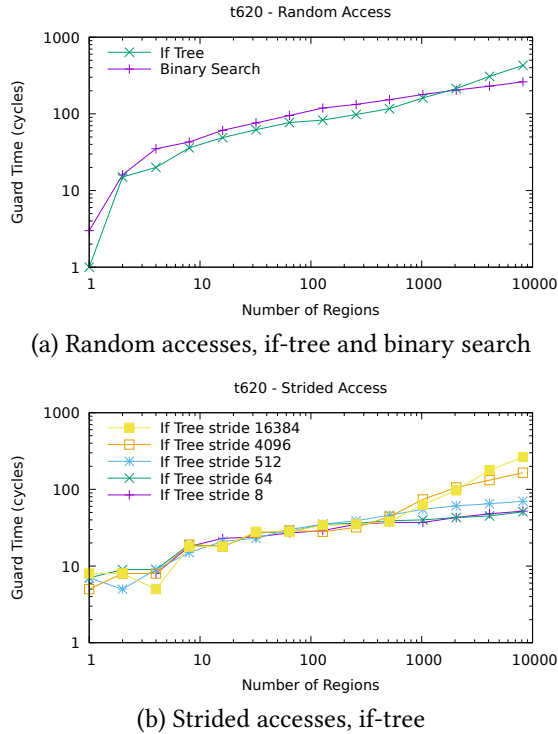 t620 - Random Access
1000
100
10
1
Guard Time (cycles)
If Tree
Binary Search
1 10 100 1000 10000
Number of Regions
(a) Random accesses, if-tree and binary search
t620 - Strided Access
1000
100
10
1
Guard Time (cycles)
If Tree stride 16384
If Tree stride 4096
If Tree stride 512
If Tree stride 64
If Tree stride 8
1 10 100 1000 10000
Number of Regions
(b) Strided accesses, if-tree